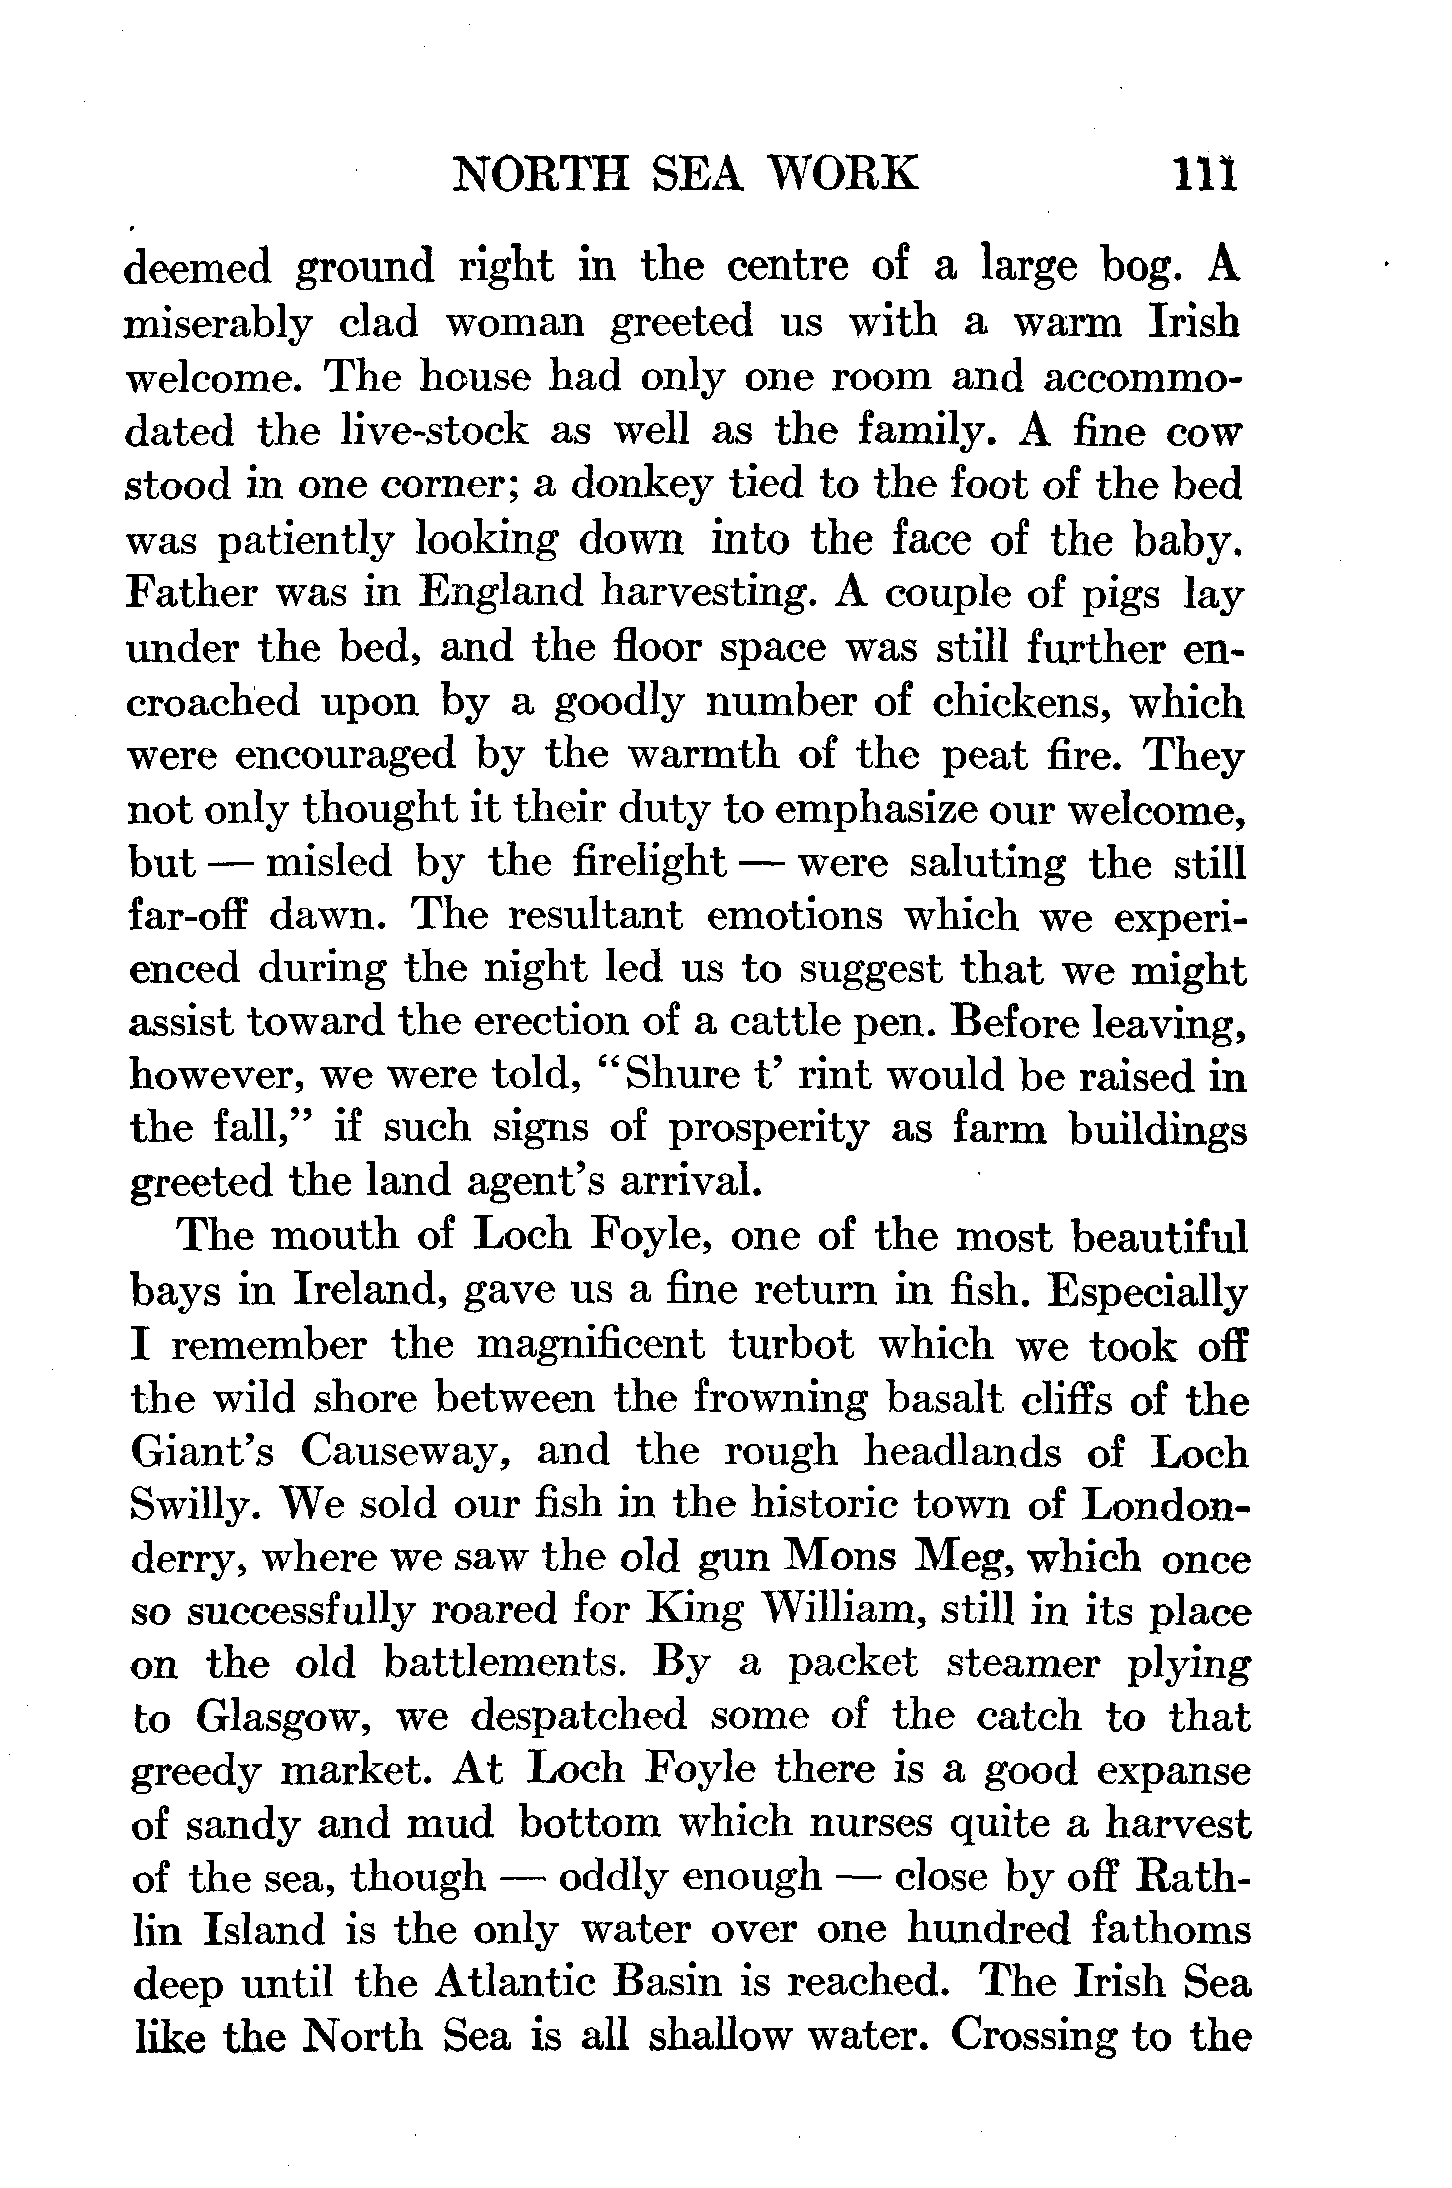 NORTH SEA WORK 111
deemed ground right in the centre of a large bog. A
miserably clad woman greeted us with a warm Irish
welcome. The house had only one room and accommo-
dated the live-stock as well as the family. A fine cow
stood in one corner; a donkey tied to the foot of the bed
was patiently looking down into the face of the baby.
Father was in England harvesting. A couple of pigs lay
under the bed, and the floor space was still further en-
croached upon by a goodly number of chickens, which
were encouraged by the warmth of the peat fire. They
not only thought it their duty to emphasize our welcome,
but — misled by the firelight — were saluting the still
far-off dawn. The resultant emotions which we experi-
enced during the night led us to suggest that we might
assist toward the erection of a cattle pen. Before leaving,
however, we were told, “Shure t’ rint would be raised in
the fall,” if such signs of prosperity as farm buildings
greeted the land agent’s arrival.
The mouth of Loch Foyle, one of the most beautiful
bays in Ireland, gave us a fine return in fish. Especially
I remember the magnificent turbot which we took off
the wild shore between the frowning basalt cliffs of the
Giant’s Causeway, and the rough headlands of Loch
Swilly. We sold our fish in the historic town of London-
derry, where we saw the old gun Mons Meg, which once
so successfully roared for King William, still in its place
on the old battlements. By a packet steamer plying
to Glasgow, we despatched some of the catch to that
greedy market. At Loch Foyle there is a good expanse
of sandy and mud bottom which nurses quite a harvest
of the sea, though — oddly enough — close by off Rath-
lin Island is the only water over one hundred fathoms
deep until the Atlantic Basin is reached. The Irish Sea
like the North Sea is all shallow water. Crossing to the